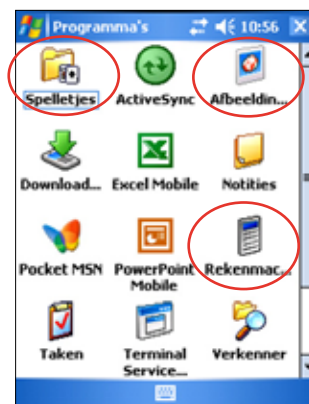 Programma's 10:56
Spelletjes ActiveSync Afbeeldin...
Download... Excel Mobile Notities
Pocket MSN PowerPoint Mobile Rekenmac...
Taken Terminal Service... Verkenner